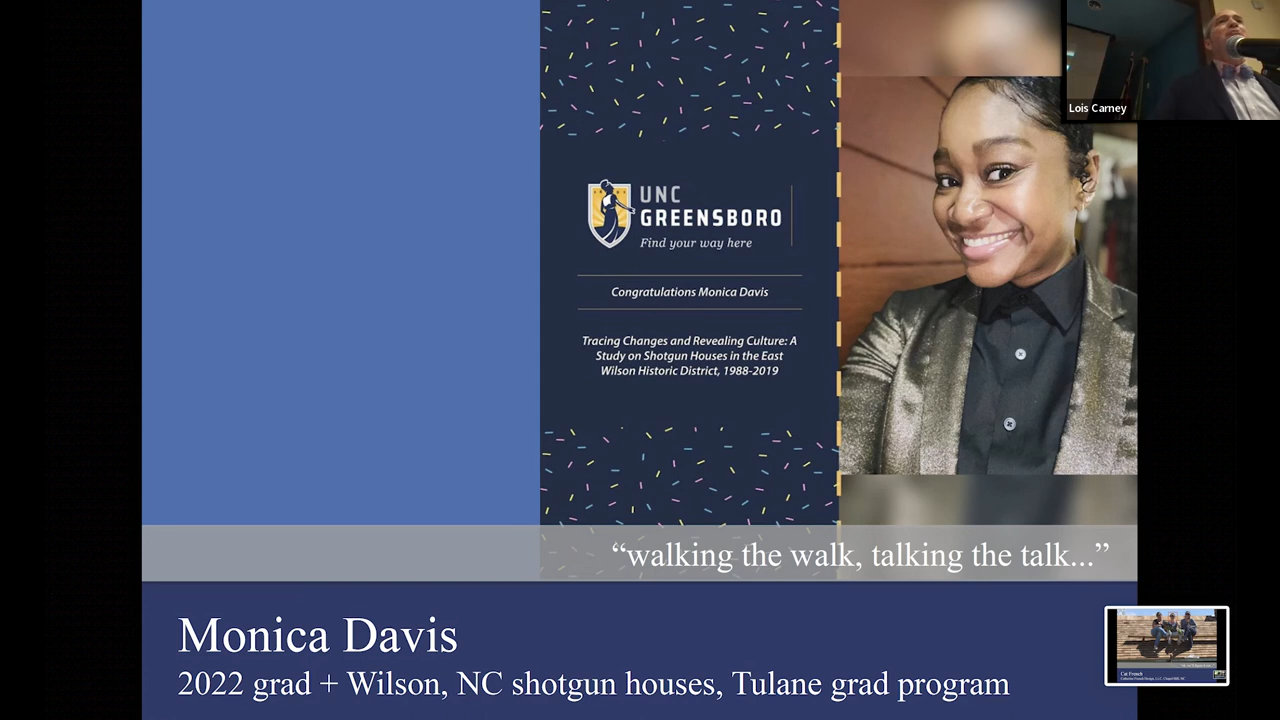 Lois Carney
UNC
GREENSBORO
Find your way here
Congratulations Monica Davis
Tracing Changes and Revealing Culture: A
Study on Shotgun Houses in the East
Wilson Historic District, 1988-2019
“walking the walk, talking the talk...”
Monica Davis
2022 grad + Wilson, NC shotgun houses, Tulane grad program
Cat French